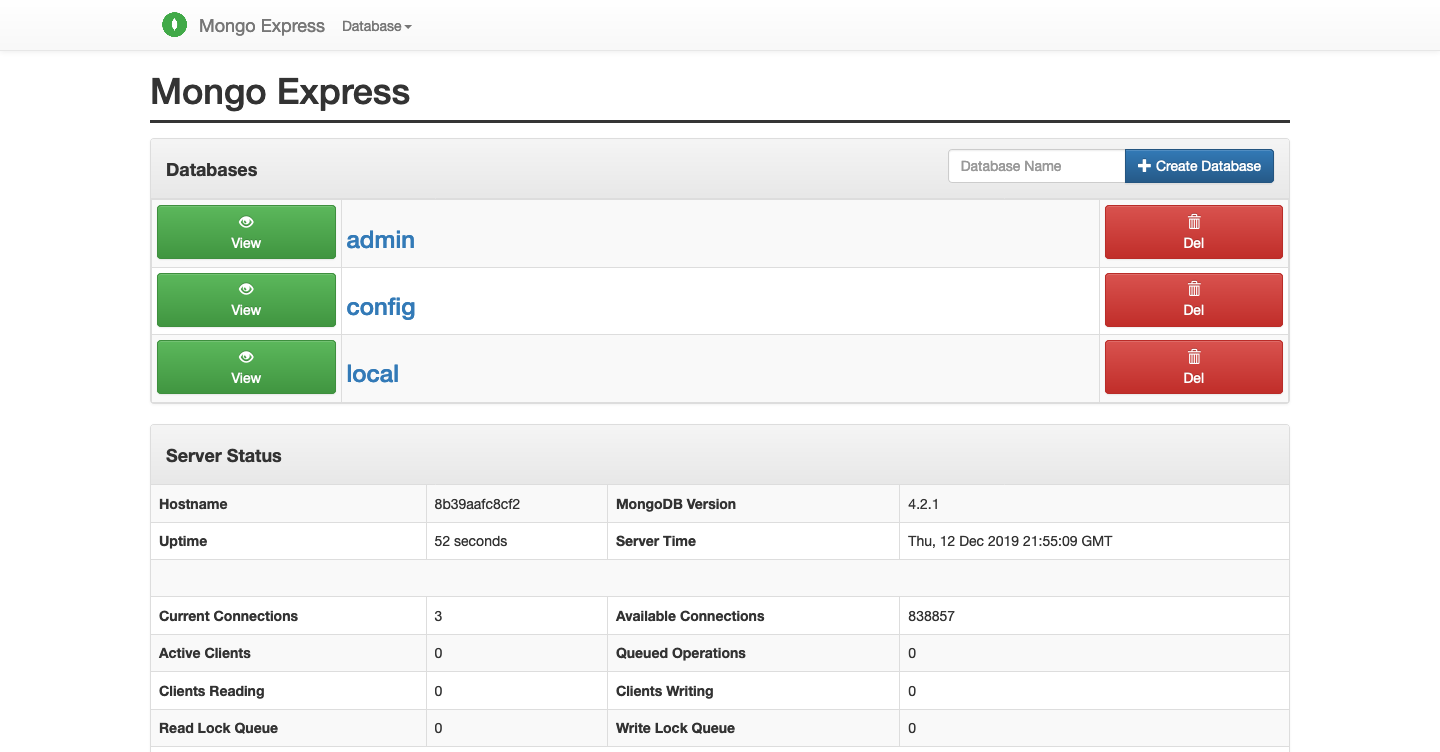 Mongo Express Database
Mongo Express
Databases Database Name Create Database
View admin Del
View config Del
View local Del
Server Status
Hostname 8b39aafc8cf2 MongoDB Version 4.2.1
Uptime 52 seconds Server Time Thu, 12 Dec 2019 21:55:09 GMT
Current Connections 3 Available Connections 838857
Active Clients 0 Queued Operations 0
Clients Reading 0 Clients Writing 0
Read Lock Queue 0 Write Lock Queue 0